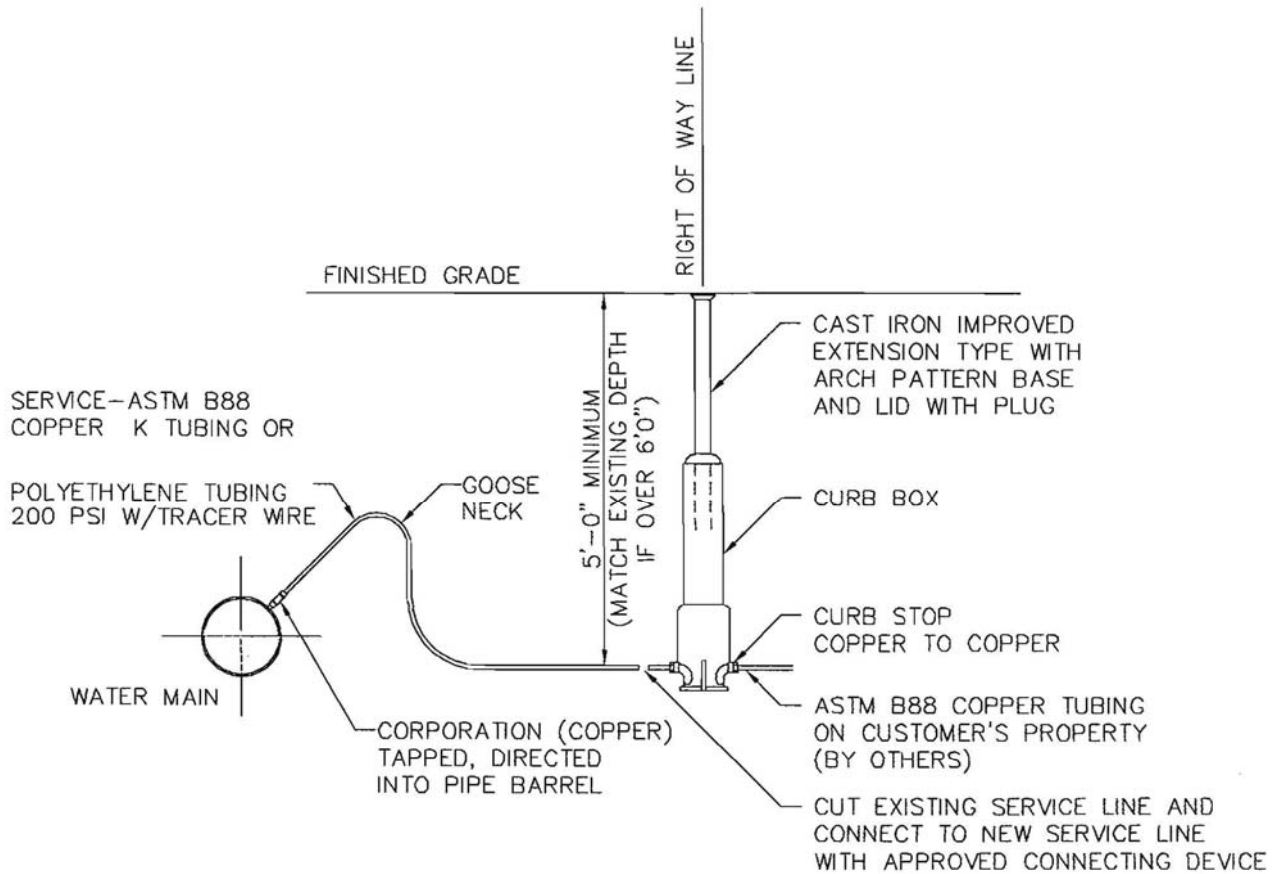 RIGHT OF WAY LINE
FINISHED GRADE
CAST IRON IMPROVED
EXTENSION TYPE WITH
ARCH PATTERN BASE
AND LID WITH PLUG
SERVICE-ASTM B88
COPPER K TUBING OR
POLYETHYLENE TUBING
200 PSI W/TRACER WIRE
GOOSE
NECK
5'-0" MINIMUM
(MATCH EXISTING DEPTH
IF OVER 6'0")
CURB BOX
CURB STOP
COPPER TO COPPER
WATER MAIN
CORPORATION (COPPER)
TAPPED, DIRECTED
INTO PIPE BARREL
ASTM B88 COPPER TUBING
ON CUSTOMER'S PROPERTY
(BY OTHERS)
CUT EXISTING SERVICE LINE AND
CONNECT TO NEW SERVICE LINE
WITH APPROVED CONNECTING DEVICE